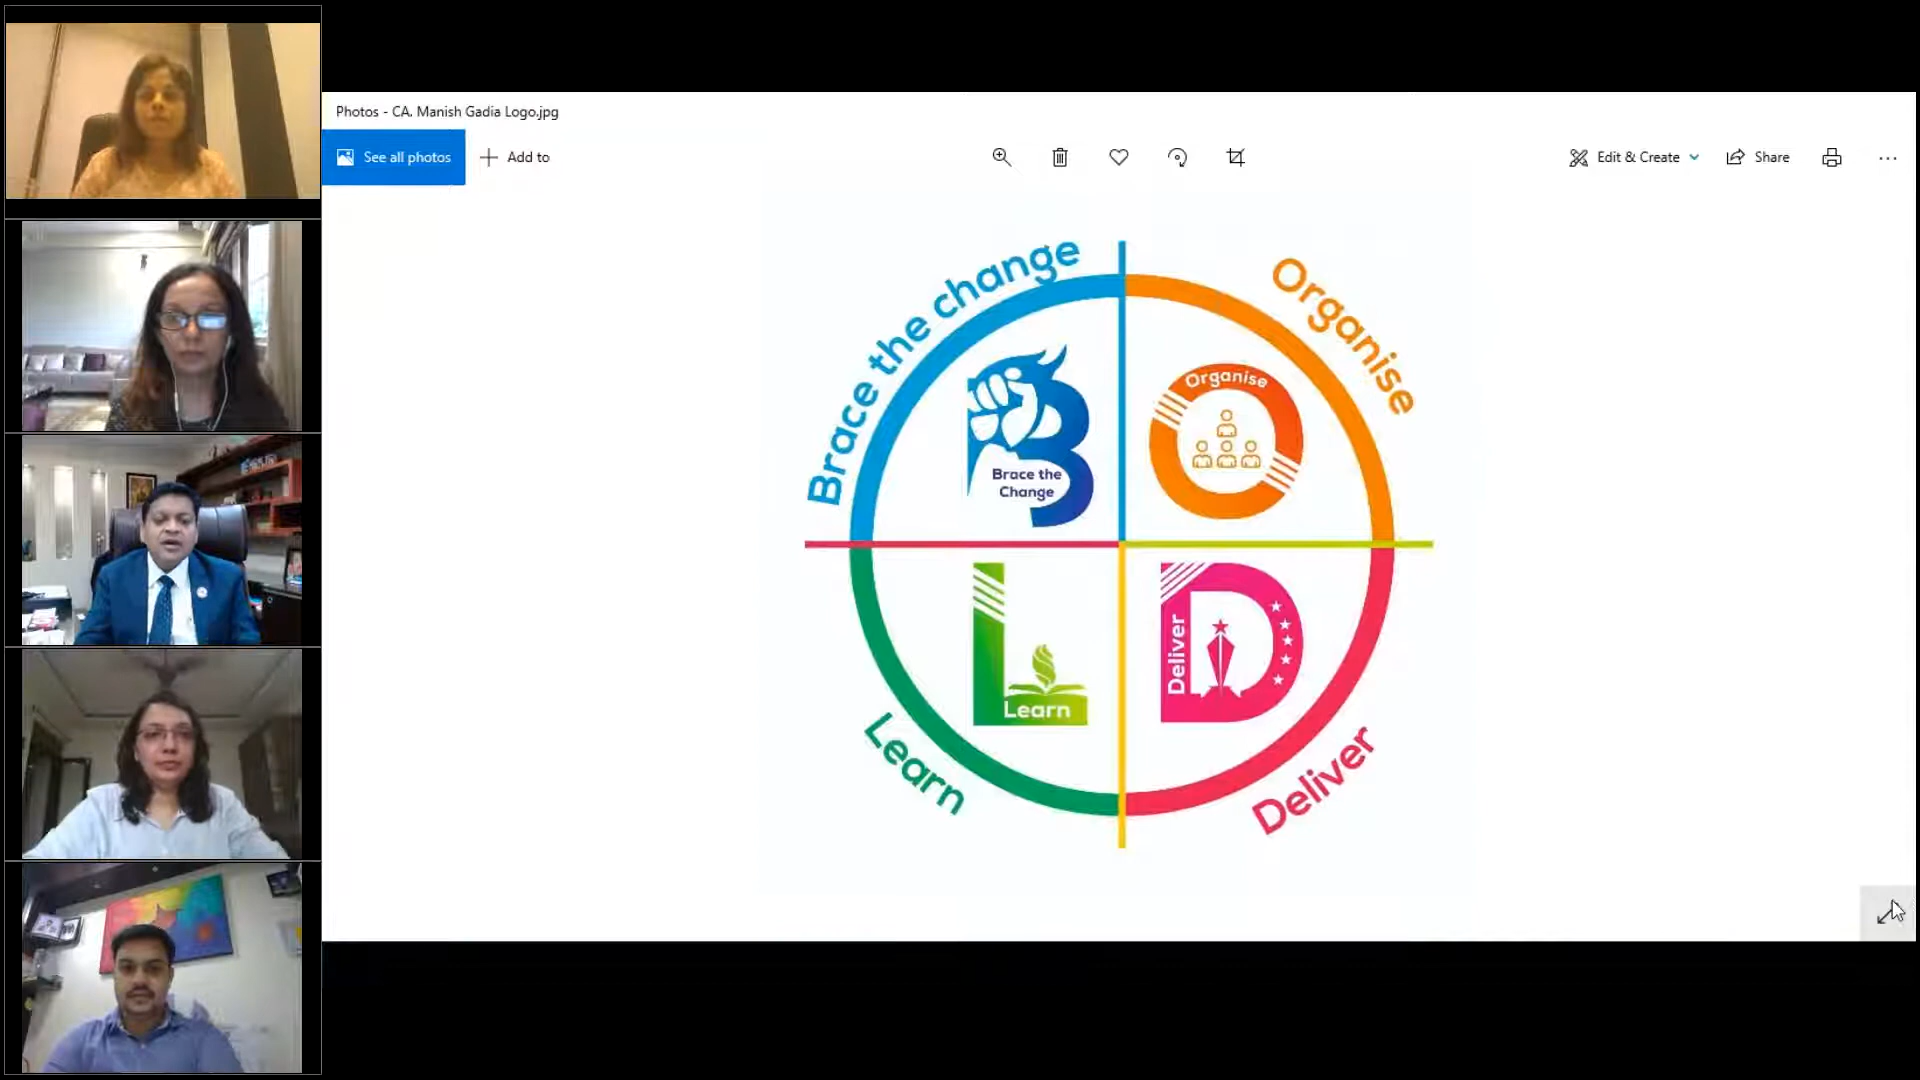 Photos - CA. Manish Gadia Logo.jpg
See all photos
Add to
Edit & Create
Share
Brace the change
Organise
Organise
Brace the
Change
Deliver
Learn
Learn
Deliver